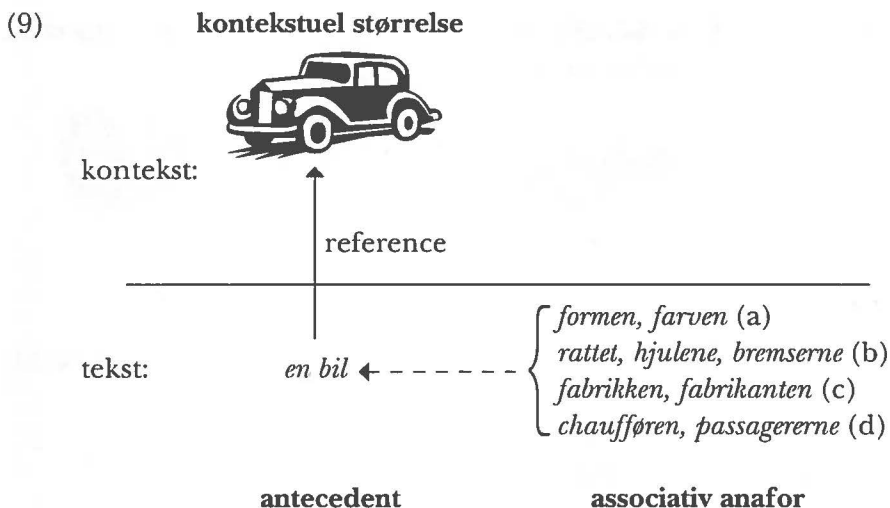 (9) kontekstuel størrelse
kontekst:
reference
formen, farven (a)
tekst: en bil rattet, hjulene, bremserne (b)
fabrikken, fabrikanten (c)
chaufføren, passagererne (d)
antecedent associativ anafor